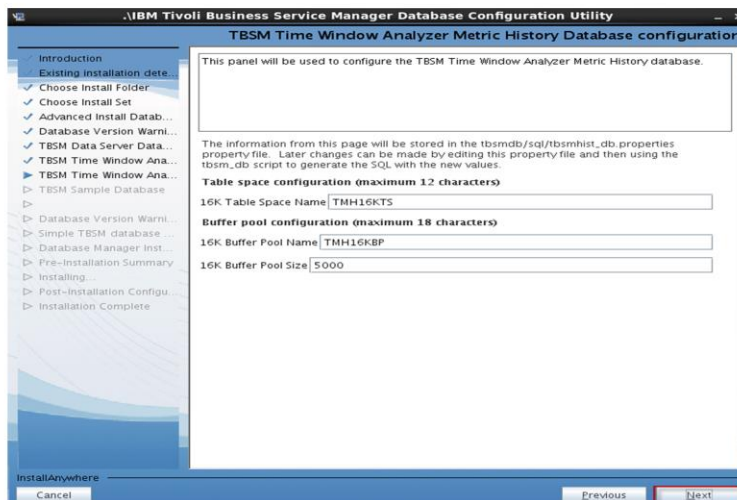 .\IBM Tivoli Business Service Manager Database Configuration Utility
TBSM Time Window Analyzer Metric History Database configuration
Introduction
Existing installation dete...
Choose Install Folder
Choose Install Set
Advanced Install Datab...
Database Version Warni...
TBSM Data Server Data...
TBSM Time Window Ana...
TBSM Time Window Ana...
TBSM Sample Database
Database Version Warni...
Simple TBSM database ...
Database Manager Inst...
Pre-Installation Summary
Installing...
Post-Installation Configu...
Installation Complete
This panel will be used to configure the TBSM Time Window Analyzer Metric History database.
The information from this page will be stored in the tbsmdb/sql/tbsmhist_db.properties
property file. Later changes can be made by editing this property file and then using the
tbsm_db script to generate the SQL with the new values.
Table space configuration (maximum 12 characters)
16K Table Space Name TMH16KTS
Buffer pool configuration (maximum 18 characters)
16K Buffer Pool Name TMH16KBP
16K Buffer Pool Size 5000
InstallAnywhere
Cancel
Previous
Next